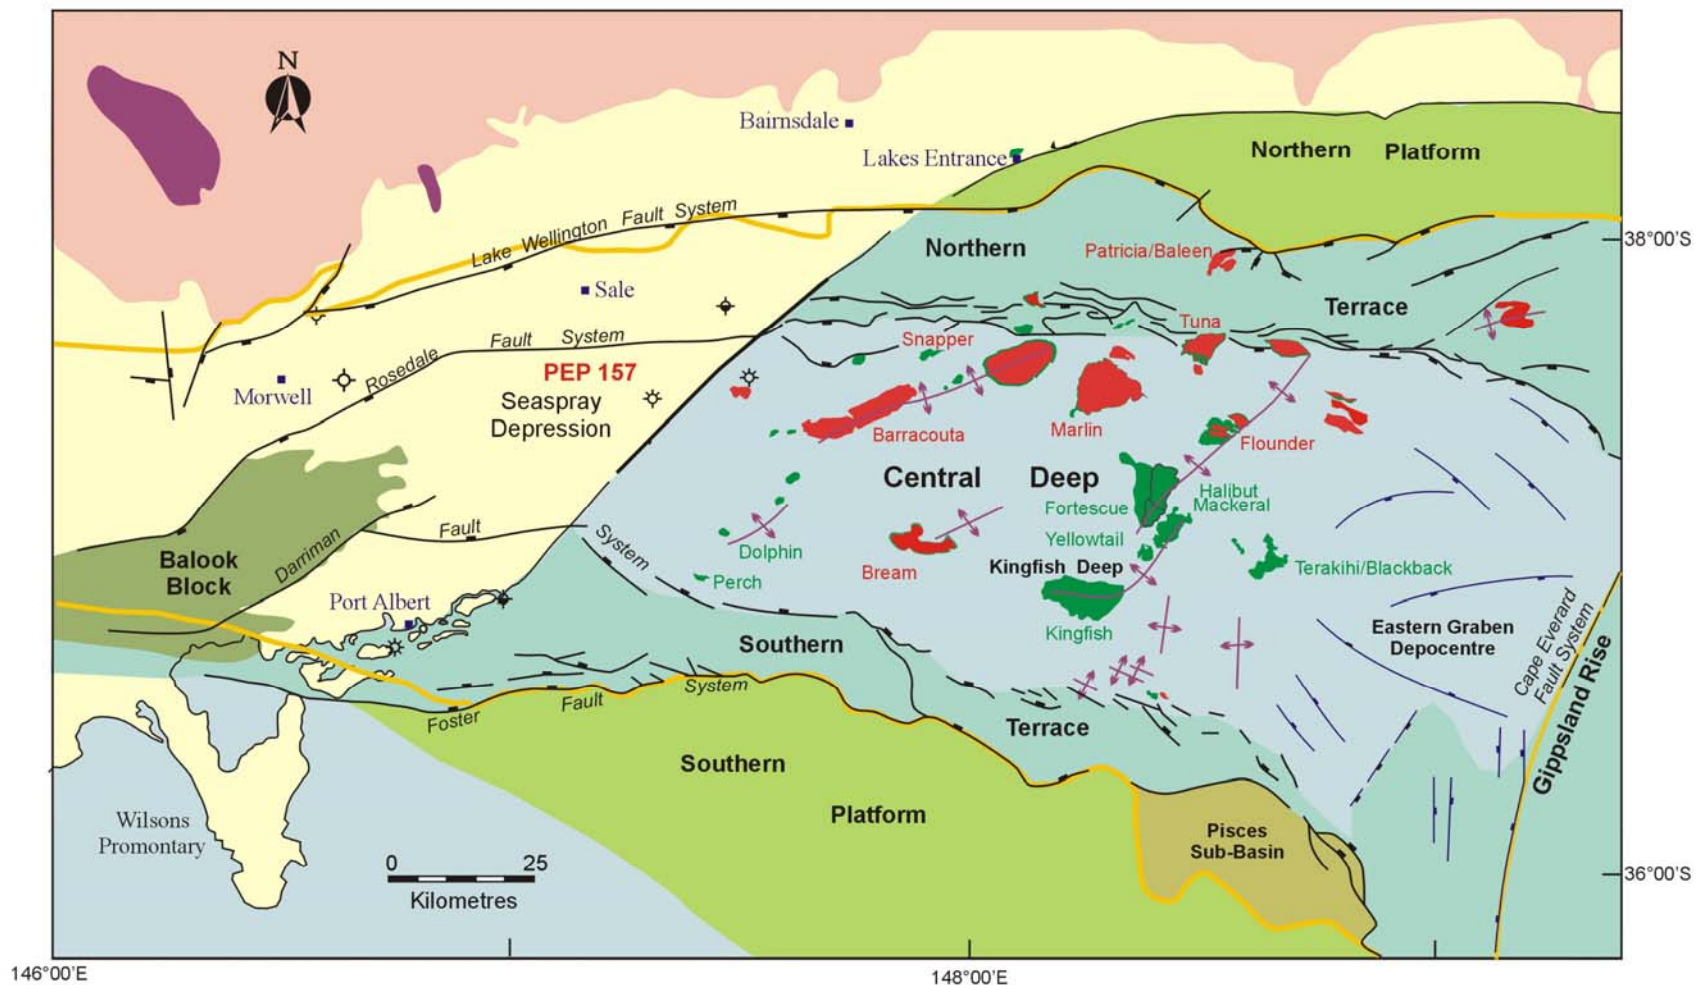 N
Bairnsdale
Lakes Entrance
Northern Platform
38°00'S
Lake Wellington Fault System
Northern
Patricia/Baleen
Terrace
Sale
Rosedale Fault System
Snapper
Tuna
PEP 157
Seaspray
Depression
Morwell
Barracouta
Marlin
Flounder
Central Deep
Halibut
Mackeral
Fortescue
Yellowtail
Balook
Block
Darriman Fault System
Dolphin
Perch
Bream
Kingfish Deep
Terakihi/Blackback
Kingfish
Port Albert
Eastern Graben
Depocentre
Cape Everard
Fault System
Gippsland Rise
Southern
Terrace
Foster Fault System
Southern
Platform
Wilsons
Promontary
Pisces
Sub-Basin
0 25
Kilometres
36°00'S
146°00'E
148°00'E